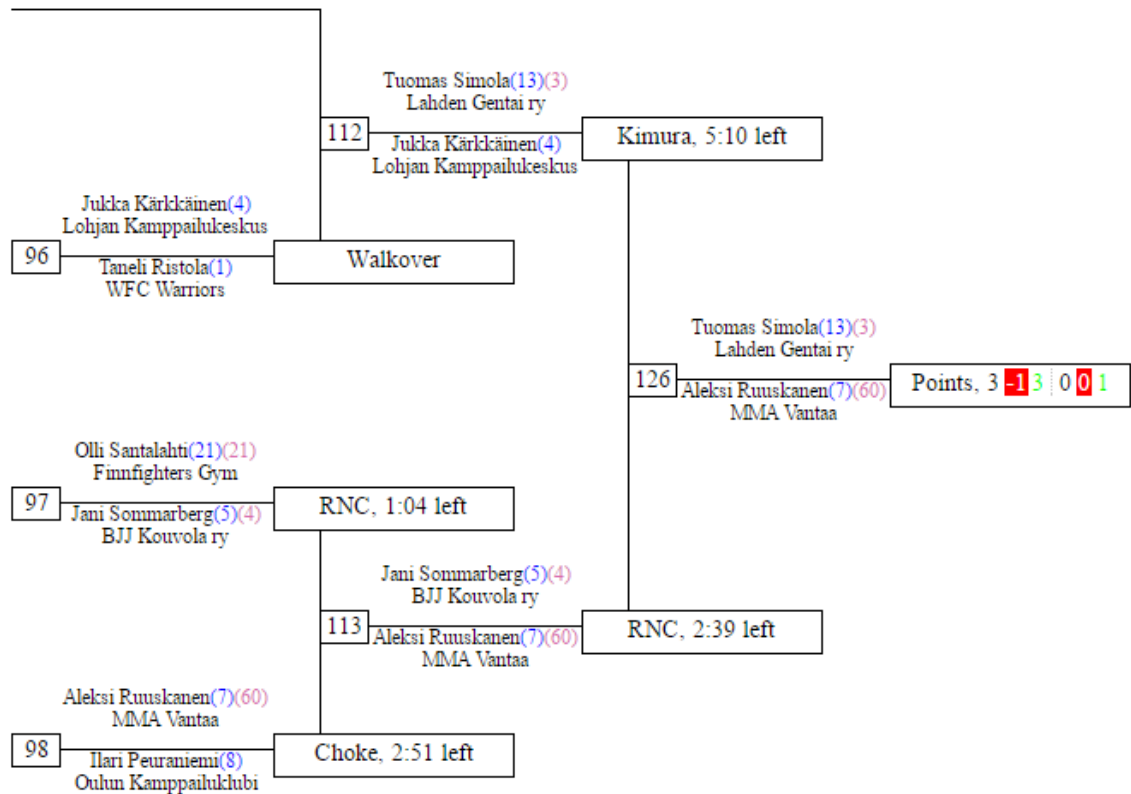 Tuomas Simola(13)(3)
Lahden Gentai ry
112
Jukka Kärkkäinen(4)
Lohjan Kamppailukeskus
Kimura, 5:10 left
Jukka Kärkkäinen(4)
Lohjan Kamppailukeskus
96
Taneli Ristola(1)
WFC Warriors
Walkover
Tuomas Simola(13)(3)
Lahden Gentai ry
126
Aleksi Ruuskanen(7)(60)
MMA Vantaa
Points, 3 -1 3 0 0 1
Olli Santalahti(21)(21)
Finnfighters Gym
97
Jani Sommarberg(5)(4)
BJJ Kouvola ry
RNC, 1:04 left
Jani Sommarberg(5)(4)
BJJ Kouvola ry
113
Aleksi Ruuskanen(7)(60)
MMA Vantaa
RNC, 2:39 left
Aleksi Ruuskanen(7)(60)
MMA Vantaa
98
Ilari Peuraniemi(8)
Oulun Kamppailuklubi
Choke, 2:51 left